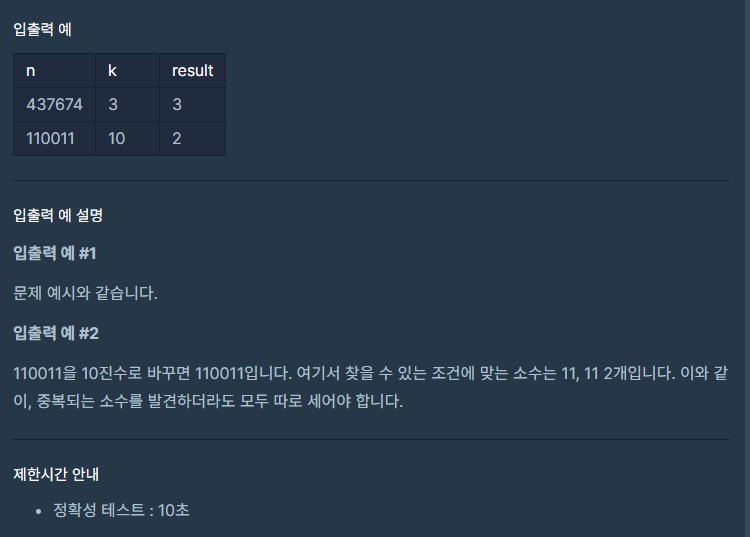 입출력 예
n k result
437674 3 3
110011 10 2
입출력 예 설명
입출력 예 #1
문제 예시와 같습니다.
입출력 예 #2
110011을 10진수로 바꾸면 110011입니다. 여기서 찾을 수 있는 조건에 맞는 소수는 11, 11 2개입니다. 이와 같
이, 중복되는 소수를 발견하더라도 모두 따로 세어야 합니다.
제한시간 안내
• 정확성 테스트 : 10초